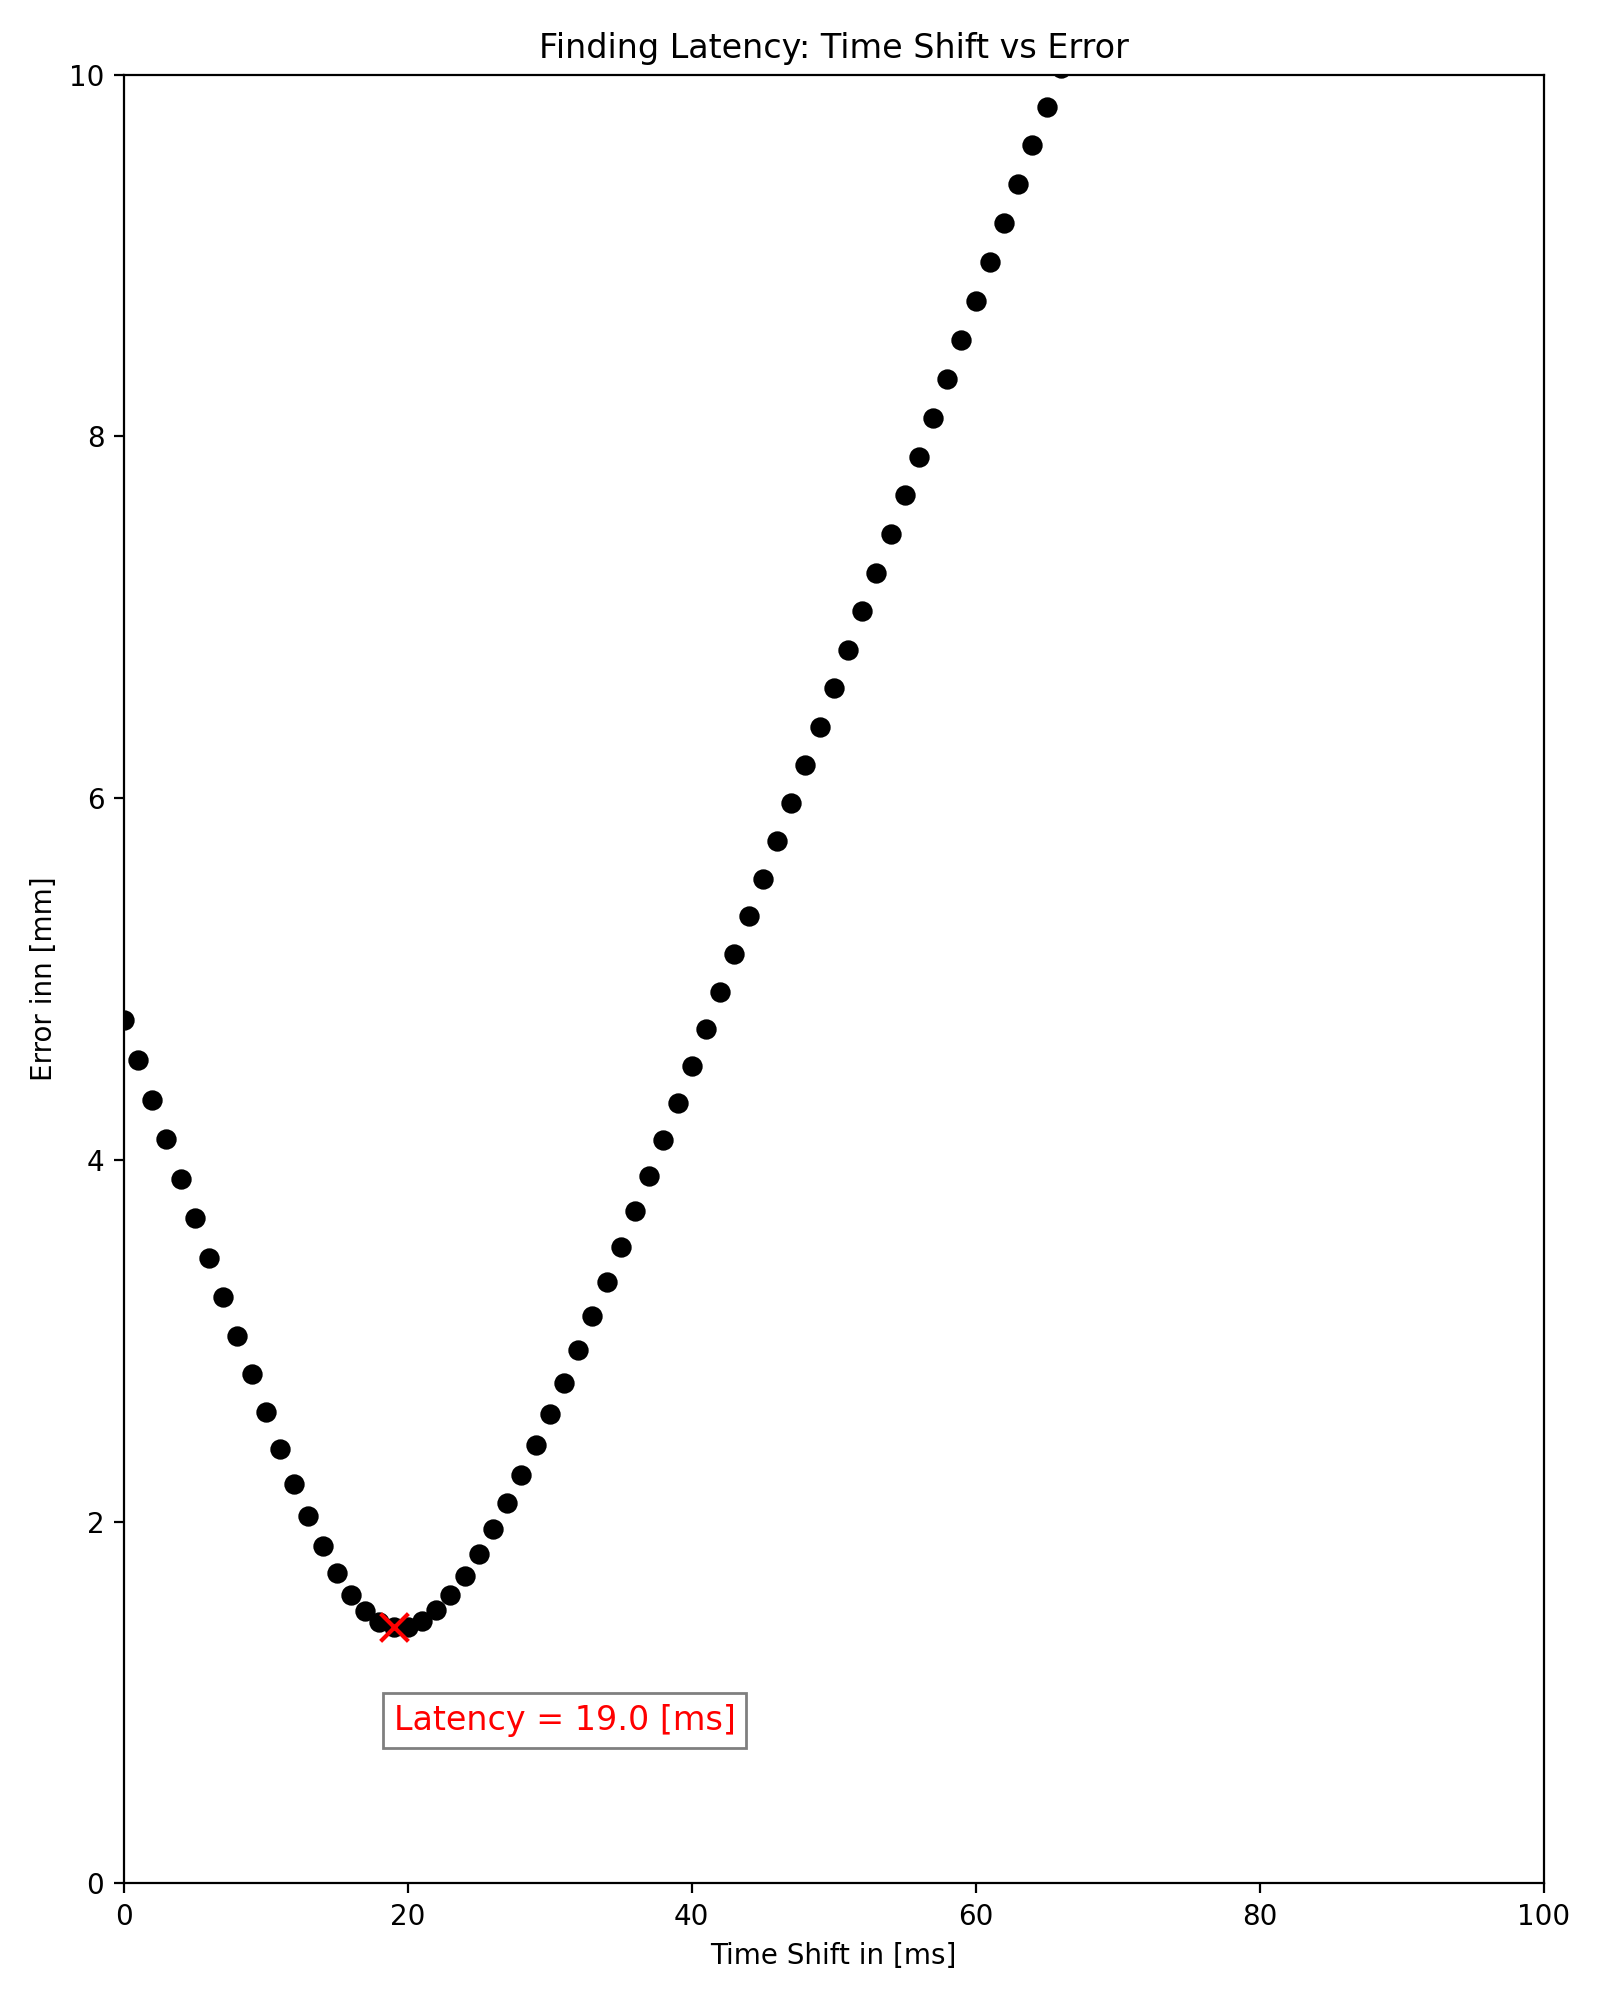 Finding Latency: Time Shift vs Error
10
8
6
4
2
0
Error inn [mm]
Latency = 19.0 [ms]
0 20 40 60 80 100
Time Shift in [ms]